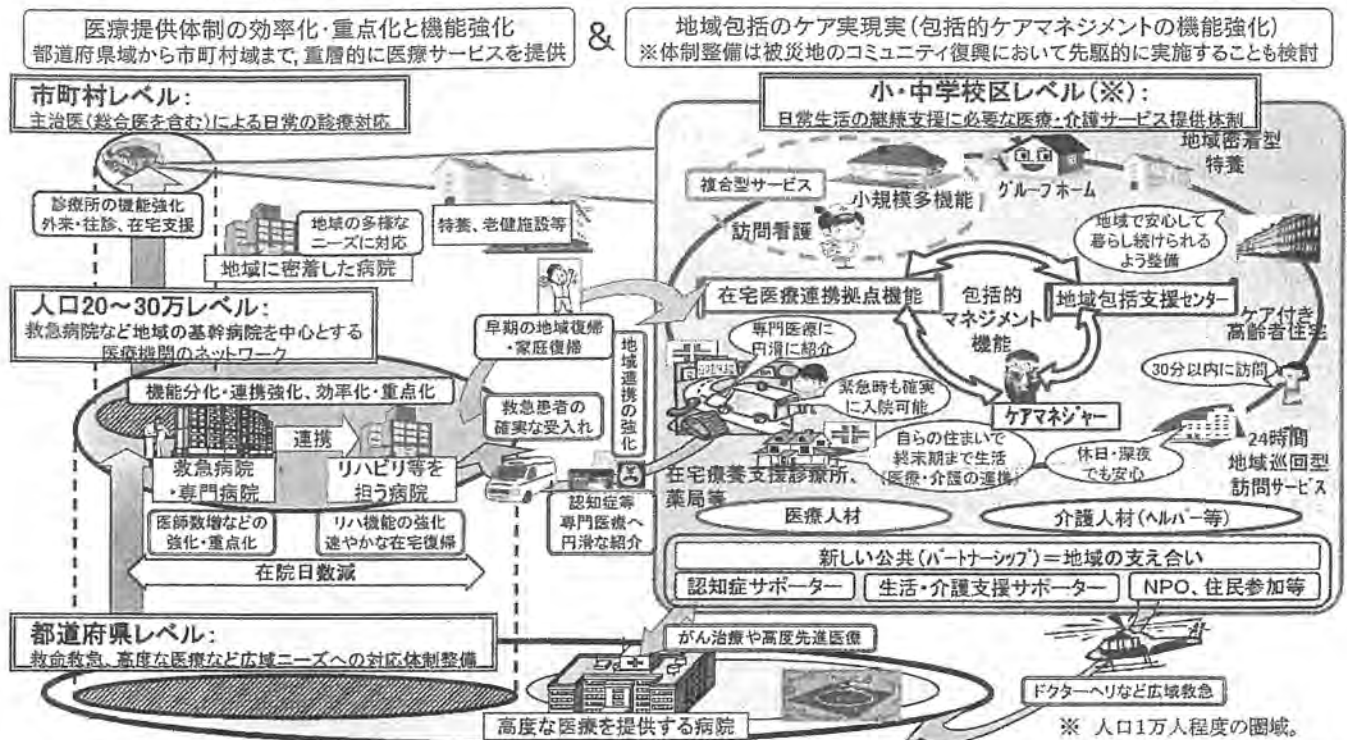 医療提供体制の効率化・重点化と機能強化
都道府県域から市町村域まで、重層的に医療サービスを提供
&
地域包括のケア実現実(包括的ケアマネジメントの機能強化)
※体制整備は被災地のコミュニティ復興において先駆的に実施することも検討
市町村レベル:
主治医(総合医を含む)による日常の診療対応
診療所の機能強化
外来・往診、在宅支援
地域の多様な
ニーズに対応
地域に密着した病院
特養、老健施設等
人口20~30万レベル:
救急病院など地域の基幹病院を中心とする
医療機関のネットワーク
機能分化・連携強化、効率化・重点化
救急病院
・専門病院
連携
リハビリ等を
担う病院
医師数増などの
強化・重点化
リハ機能の強化
速やかな在宅復帰
在院日数減
早期の地域復帰
・家庭復帰
救急患者の
確実な受入れ
地域連携の強化
認知症等
専門医療へ
円滑な紹介
都道府県レベル:
救命救急、高度な医療など広域ニーズへの対応体制整備
がん治療や高度先進医療
高度な医療を提供する病院
ドクターヘリなど広域救急
※ 人口1万人程度の圏域。
小・中学校区レベル(※):
日常生活の継続支援に必要な医療・介護サービス提供体制
複合型サービス
小規模多機能
グループホーム
地域密着型
特養
訪問看護
地域で安心して
暮らし続けられる
よう整備
在宅医療連携拠点機能
包括的
マネジメント
機能
地域包括支援センター
ケアマネジャー
ケア付き
高齢者住宅
専門医療に
円滑に紹介
緊急時も確実
に入院可能
30分以内に訪問
自らの住まいで
終末期まで生活
(医療・介護の連携)
休日・深夜
でも安心
24時間
地域巡回型
訪問サービス
在宅療養支援診療所、
薬局等
医療人材
介護人材(ヘルパー等)
新しい公共(パートナーシップ)=地域の支え合い
認知症サポーター
生活・介護支援サポーター
NPO、住民参加等